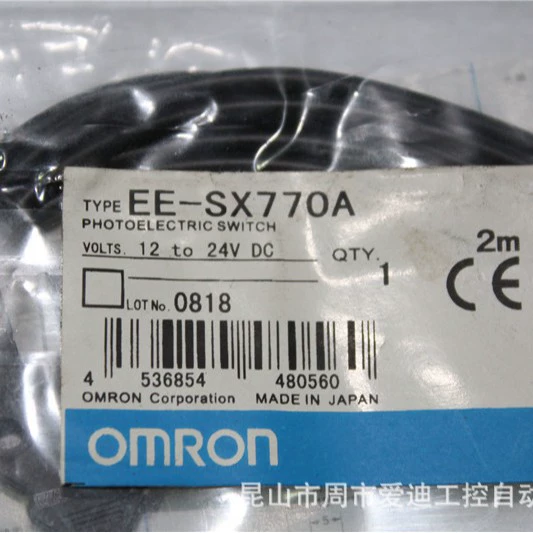 TYPE EE-SX770A
PHOTOELECTRIC SWITCH
VOLTS. 12 to 24V DC QTY. 1
2m
CE
LOT No. 0818
4 536854 480560
OMRON Corporation MADE IN JAPAN
OMRON
昆山市周市爱迪工控自动